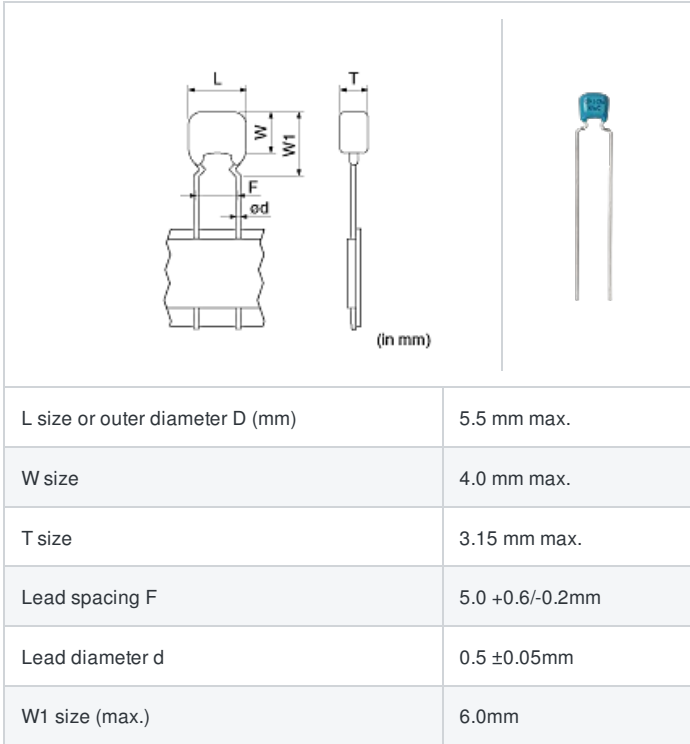 L
T
W
W1
F
ød
(in mm)
L size or outer diameter D (mm) 5.5 mm max.
W size 4.0 mm max.
T size 3.15 mm max.
Lead spacing F 5.0 +0.6/-0.2mm
Lead diameter d 0.5 ±0.05mm
W1 size (max.) 6.0mm